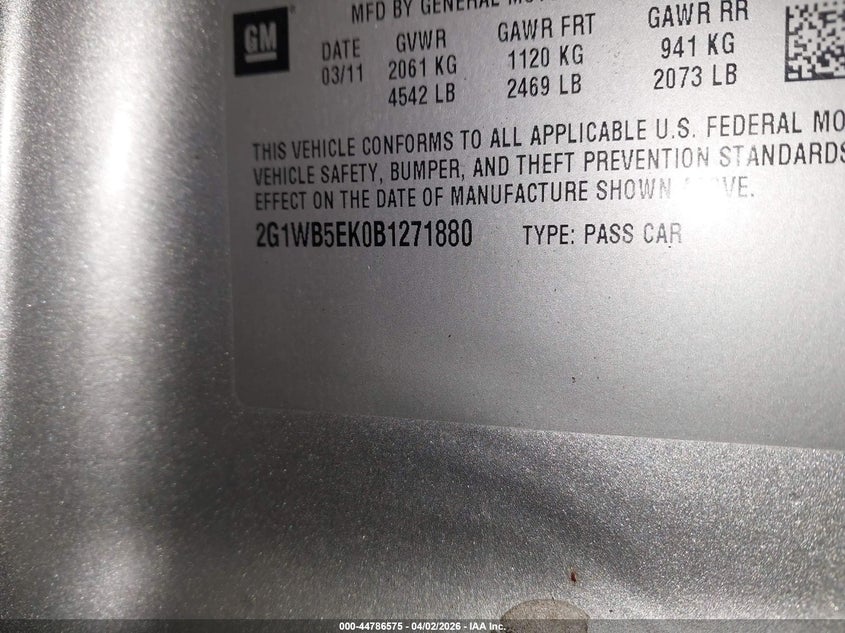 GM
MFD BY GENERAL
DATE GVWR GAWR FRT GAWR RR
03/11 2061 KG 1120 KG 941 KG
4542 LB 2469 LB 2073 LB
THIS VEHICLE CONFORMS TO ALL APPLICABLE U.S. FEDERAL MO
VEHICLE SAFETY, BUMPER, AND THEFT PREVENTION STANDARDS
EFFECT ON THE DATE OF MANUFACTURE SHOWN
2G1WB5EK0B1271880 TYPE: PASS CAR
000-44786575 | 04/02/2026 - IAA Inc.